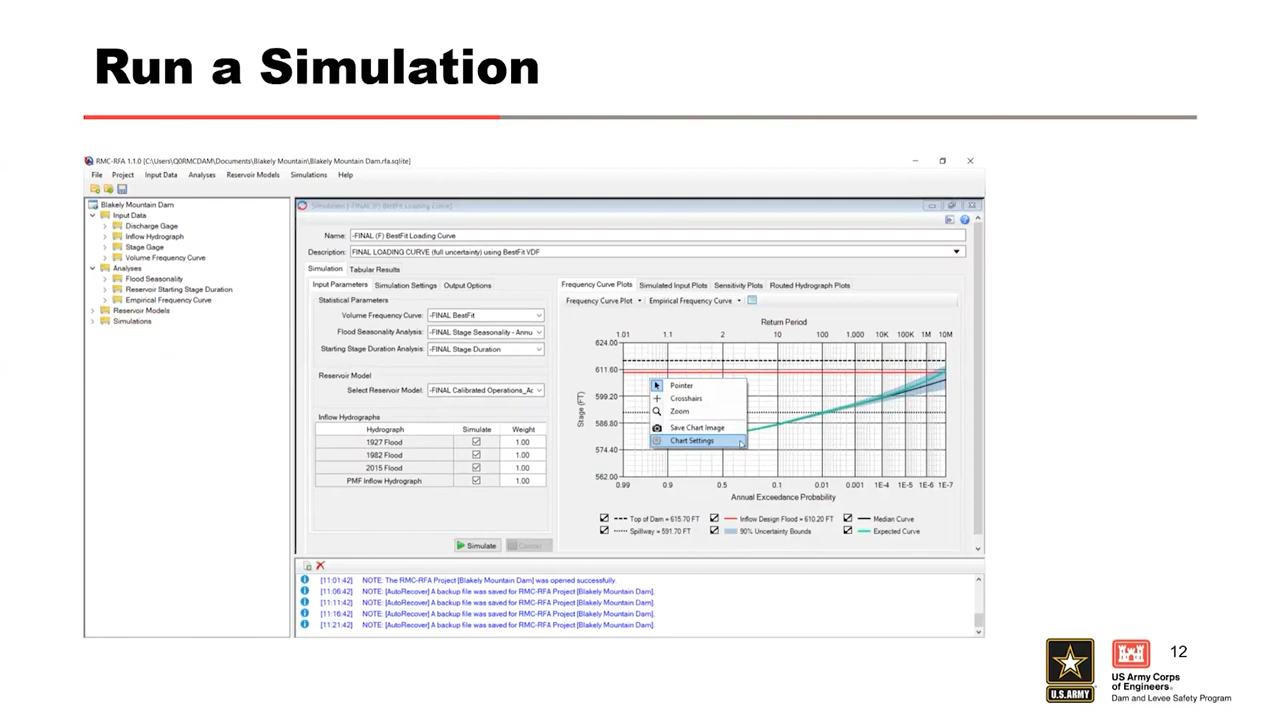 Run a Simulation
RMC-RFA 1.1.0 [C:\Users\Q0RMCDAM\Documents\Blakely Mountain\Blakely Mountain Dam.rfa.sqlite]
File Project Input Data Analyses Reservoir Models Simulations Help
Blakely Mountain Dam
Input Data
Discharge Gage
Inflow Hydrograph
Stage Gage
Volume Frequency Curve
Analyses
Flood Seasonality
Reservoir Starting Stage Duration
Empirical Frequency Curve
Reservoir Models
Simulations
Simulation [-FINAL (F) BestFit Loading Curve]
Name: -FINAL (F) BestFit Loading Curve
Description: FINAL LOADING CURVE (full uncertainty) using BestFit VDF
Simulation Tabular Results
Input Parameters Simulation Settings Output Options
Statistical Parameters
Volume Frequency Curve: -FINAL BestFit
Flood Seasonality Analysis: -FINAL Stage Seasonality - Annu
Starting Stage Duration Analysis: -FINAL Stage Duration
Reservoir Model
Select Reservoir Model: -FINAL Calibrated Operations_Ac
Inflow Hydrographs
Hydrograph Simulate Weight
1927 Flood 1.00
1982 Flood 1.00
2015 Flood 1.00
PMF Inflow Hydrograph 1.00
Simulate Cancel
Frequency Curve Plots Simulated Input Plots Sensitivity Plots Routed Hydrograph Plots
Frequency Curve Plot Empirical Frequency Curve
Return Period
1.01 1.1 2 10 100 1,000 10K 100K 1M 10M
624.00
611.60
599.20
586.80
574.40
562.00
Stage (FT)
Pointer
Crosshairs
Zoom
Save Chart Image
Chart Settings
0.99 0.9 0.5 0.1 0.01 0.001 1E-4 1E-5 1E-6 1E-7
Annual Exceedance Probability
Top of Dam = 615.70 FT Inflow Design Flood = 610.20 FT Median Curve
Spillway = 591.70 FT 90% Uncertainty Bounds Expected Curve
[11:01:42] NOTE: The RMC-RFA Project [Blakely Mountain Dam] was opened successfully.
[11:06:42] NOTE: [AutoRecover] A backup file was saved for RMC-RFA Project [Blakely Mountain Dam].
[11:11:42] NOTE: [AutoRecover] A backup file was saved for RMC-RFA Project [Blakely Mountain Dam].
[11:16:42] NOTE: [AutoRecover] A backup file was saved for RMC-RFA Project [Blakely Mountain Dam].
[11:21:42] NOTE: [AutoRecover] A backup file was saved for RMC-RFA Project [Blakely Mountain Dam].
U.S.ARMY
US Army Corps
of Engineers®
Dam and Levee Safety Program
12